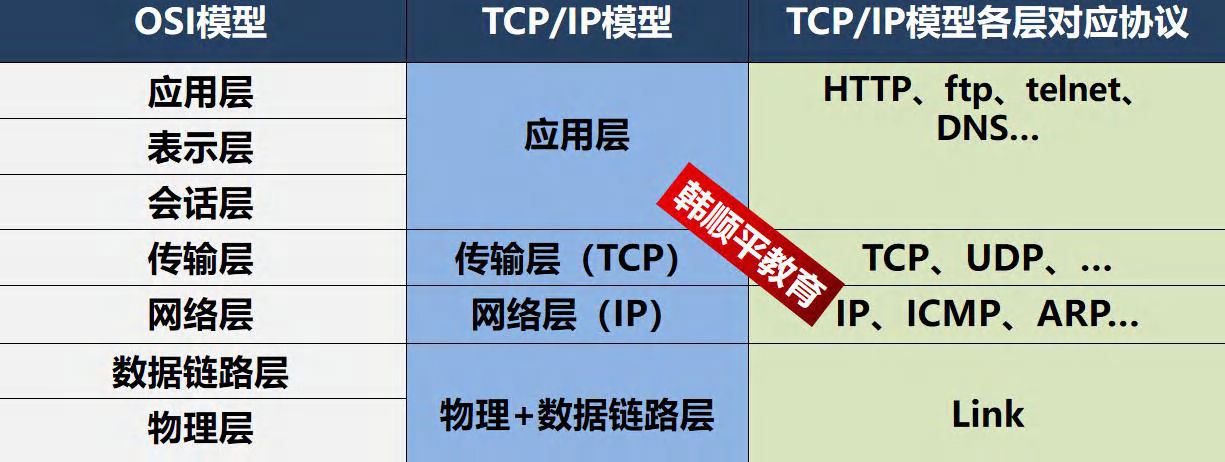 OSI模型
TCP/IP模型
TCP/IP模型各层对应协议
应用层
表示层
会话层
应用层
HTTP、ftp、telnet、
DNS...
传输层
传输层（TCP）
TCP、UDP、...
网络层
网络层（IP）
IP、ICMP、ARP...
数据链路层
物理层
物理+数据链路层
Link
韩顺平教育